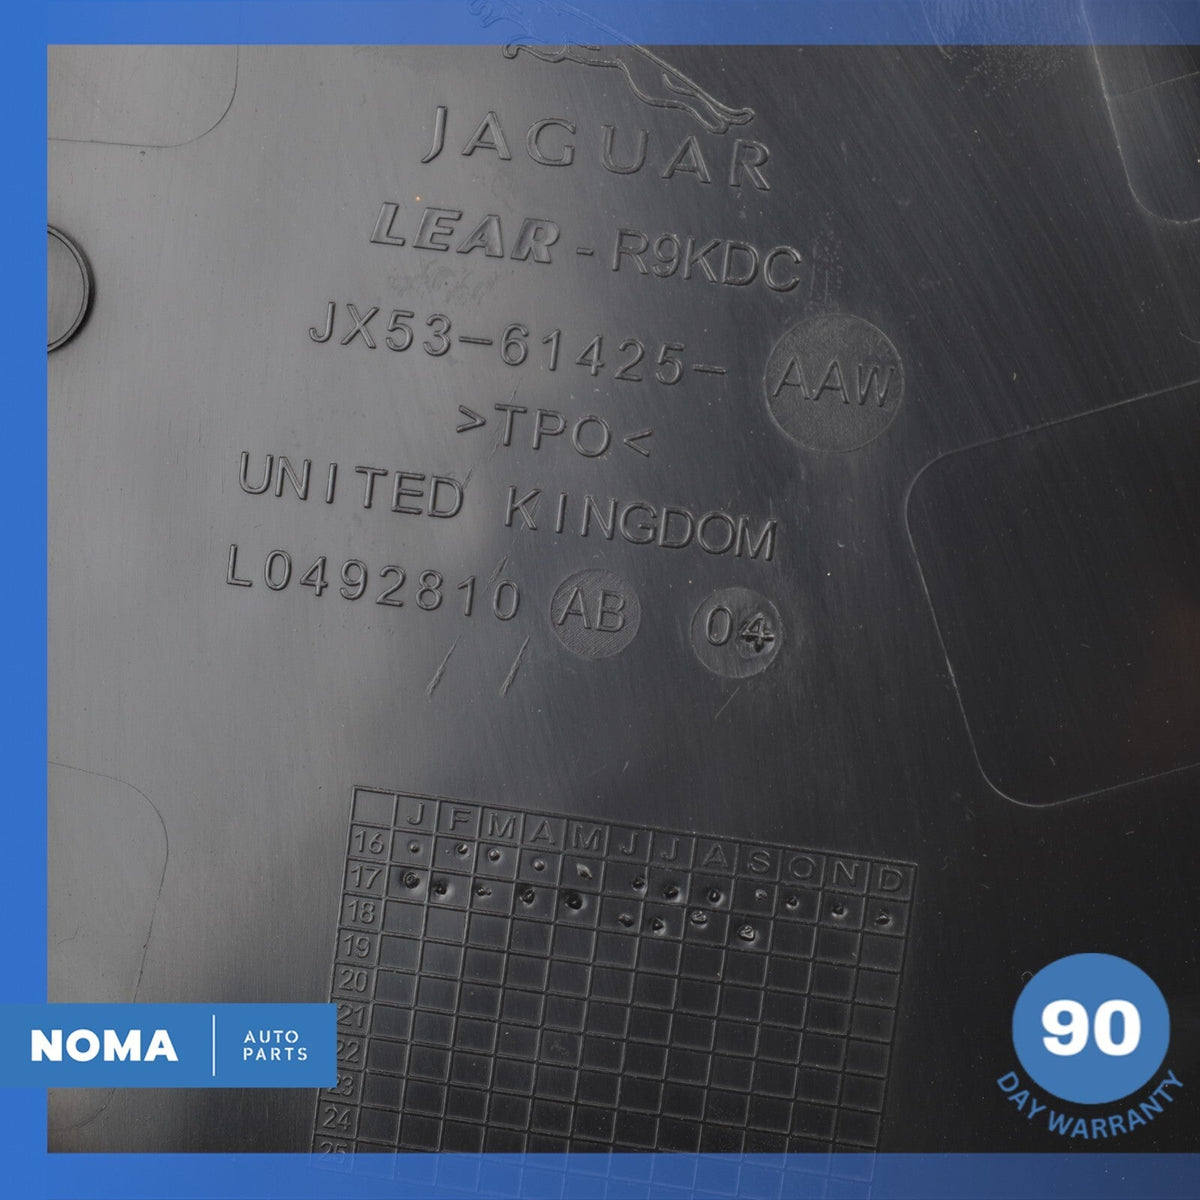 JAGUAR
LEAR - R9KDC
JX53-61425- AAW
>TPO<
UNITED KINGDOM
L0492810 AB 04
J F M A M J J A S O N D
16
17
18
19
20
21
22
23
24
25
NOMA
AUTO
PARTS
90
DAY WARRANTY